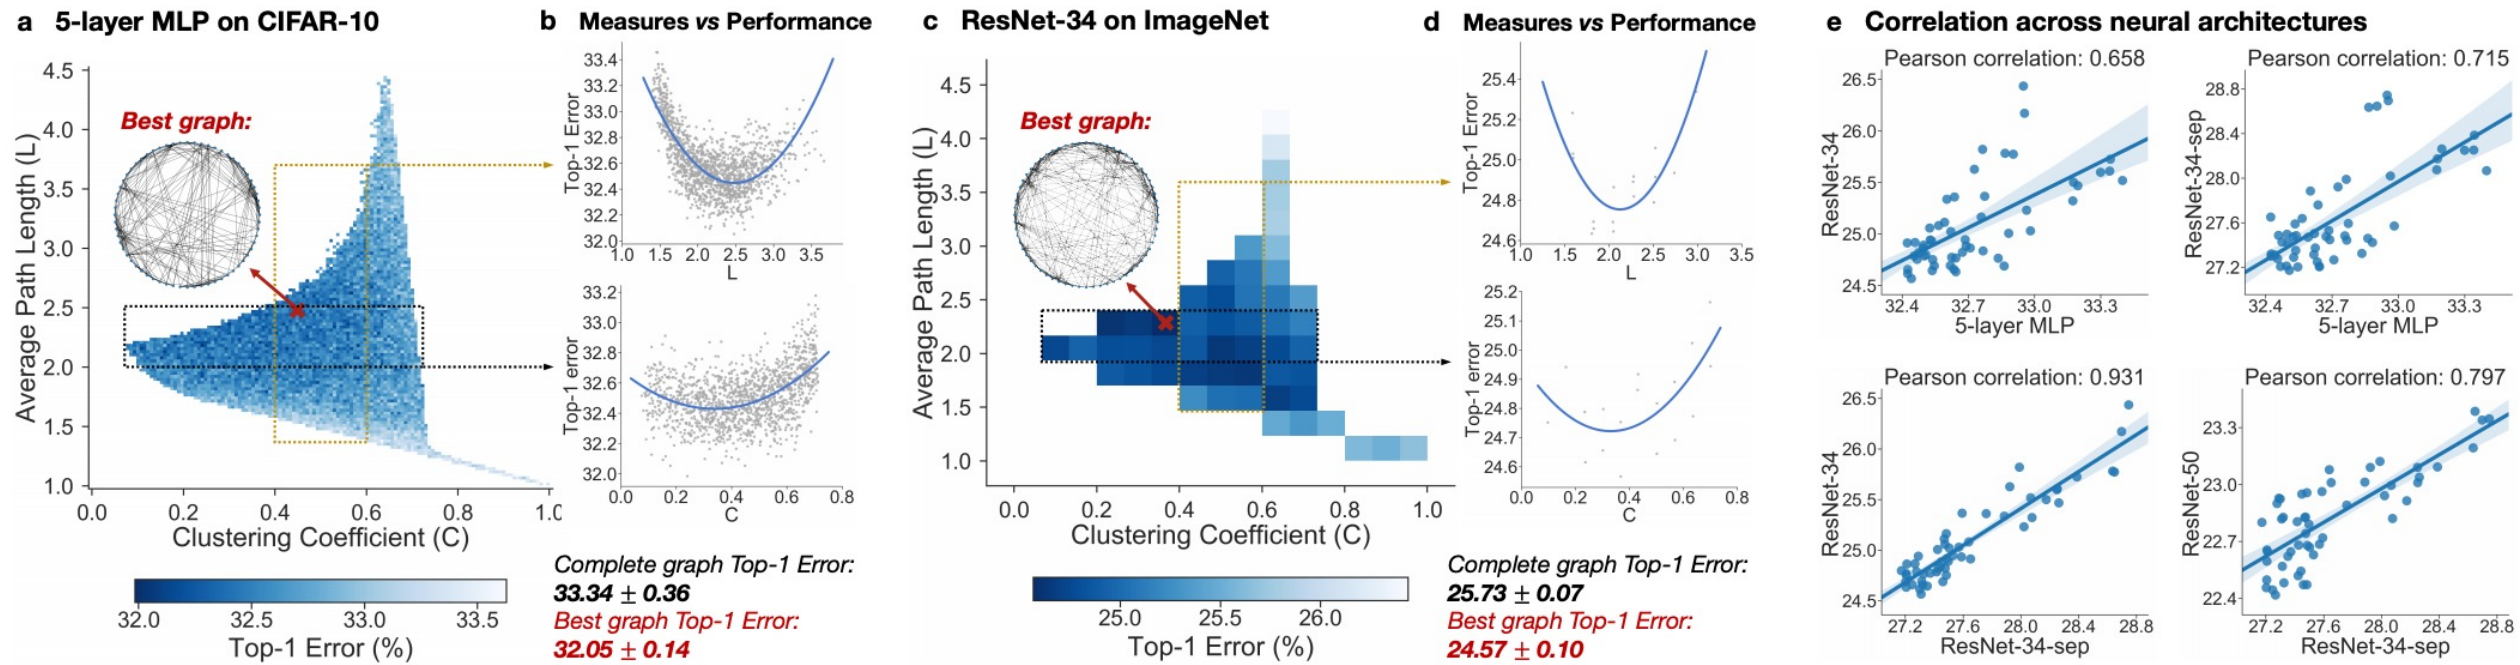 a 5-layer MLP on CIFAR-10
Best graph:
Average Path Length (L)
4.5
4.0
3.5
3.0
2.5
2.0
1.5
1.0
0.0 0.2 0.4 0.6 0.8 1.0
Clustering Coefficient (C)
32.0 32.5 33.0 33.5
Top-1 Error (%)
b Measures vs Performance
Top-1 Error
33.4
33.2
33.0
32.8
32.6
32.4
32.2
32.0
1.0 1.5 2.0 2.5 3.0 3.5
L
Top-1 error
33.2
33.0
32.8
32.6
32.4
32.2
32.0
0.0 0.2 0.4 0.6 0.8
C
Complete graph Top-1 Error:
33.34 ± 0.36
Best graph Top-1 Error:
32.05 ± 0.14
c ResNet-34 on ImageNet
Best graph:
Average Path Length (L)
4.5
4.0
3.5
3.0
2.5
2.0
1.5
1.0
0.0 0.2 0.4 0.6 0.8 1.0
Clustering Coefficient (C)
25.0 25.5 26.0
Top-1 Error (%)
d Measures vs Performance
Top-1 Error
25.4
25.2
25.0
24.8
24.6
1.0 1.5 2.0 2.5 3.0 3.5
L
Top-1 error
25.2
25.1
25.0
24.9
24.8
24.7
24.6
0.0 0.2 0.4 0.6 0.8
C
Complete graph Top-1 Error:
25.73 ± 0.07
Best graph Top-1 Error:
24.57 ± 0.10
e Correlation across neural architectures
Pearson correlation: 0.658
ResNet-34
26.5
26.0
25.5
25.0
24.5
32.4 32.7 33.0 33.3
5-layer MLP
Pearson correlation: 0.715
ResNet-34-sep
28.8
28.4
28.0
27.6
27.2
32.4 32.7 33.0 33.3
5-layer MLP
Pearson correlation: 0.931
ResNet-34
26.5
26.0
25.5
25.0
24.5
27.2 27.6 28.0 28.4 28.8
ResNet-34-sep
Pearson correlation: 0.797
ResNet-50
23.3
23.0
22.7
22.4
27.2 27.6 28.0 28.4 28.8
ResNet-34-sep